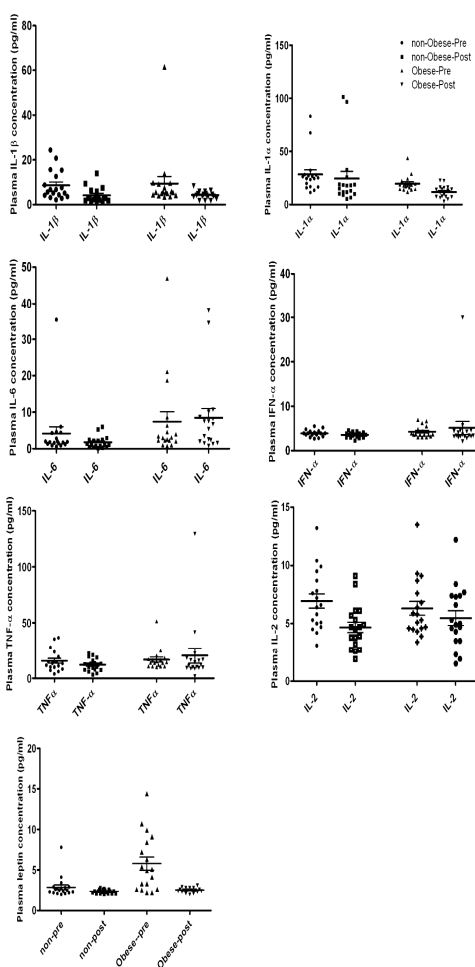 Plasma IL-1β concentration (pg/ml)
80
60
40
20
0
IL-1β
IL-1β
IL-1β
IL-1β
Plasma IL-1α concentration (pg/ml)
150
100
50
0
IL-1α
IL-1α
IL-1α
IL-1α
non-Obese-Pre
non-Obese-Post
Obese-Pre
Obese-Post
Plasma IL-6 concentration (pg/ml)
50
40
30
20
10
0
IL-6
IL-6
IL-6
IL-6
Plasma IFN-α concentration (pg/ml)
40
30
20
10
0
IFN-α
IFN-α
IFN-α
IFN-α
Plasma TNF-α concentration (pg/ml)
150
100
50
0
TNFα
TNF-α
TNFα
TNFα
Plasma IL-2 concentration (pg/ml)
15
10
5
0
IL-2
IL-2
IL-2
IL-2
Plasma leptin concentration (pg/ml)
20
15
10
5
0
non-pre
non-post
Obese--pre
Obese-post